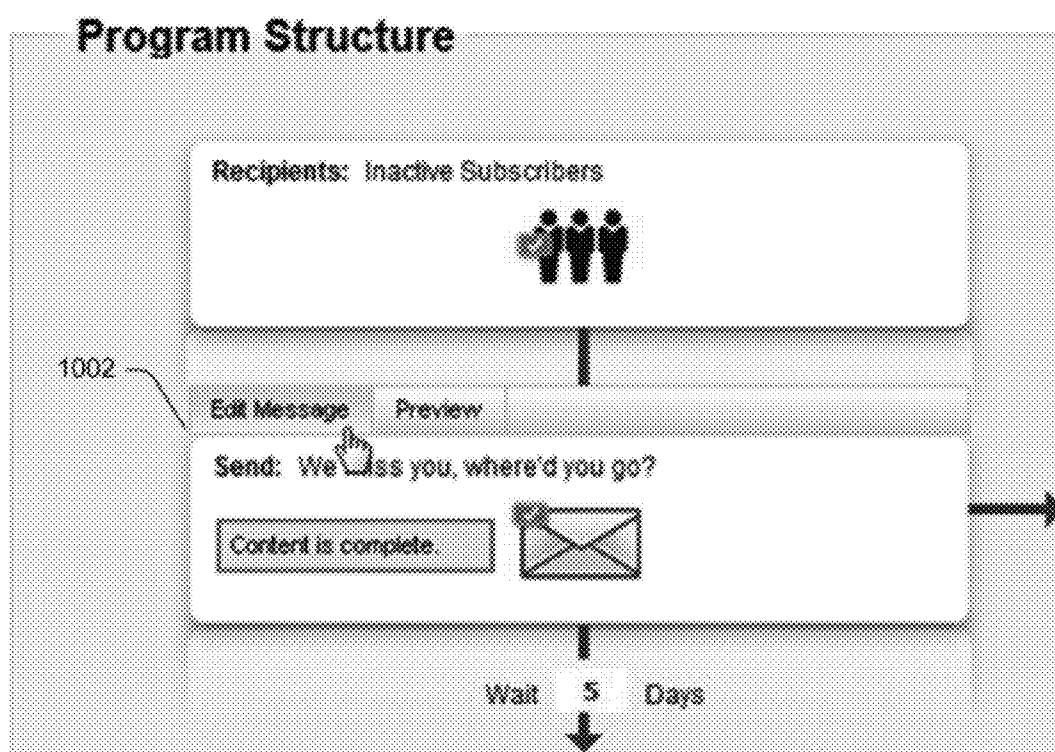 Program Structure
Recipients: Inactive Subscribers
1002
Edit Message Preview
Send: We miss you, where'd you go?
Content is complete.
Wait 5 Days